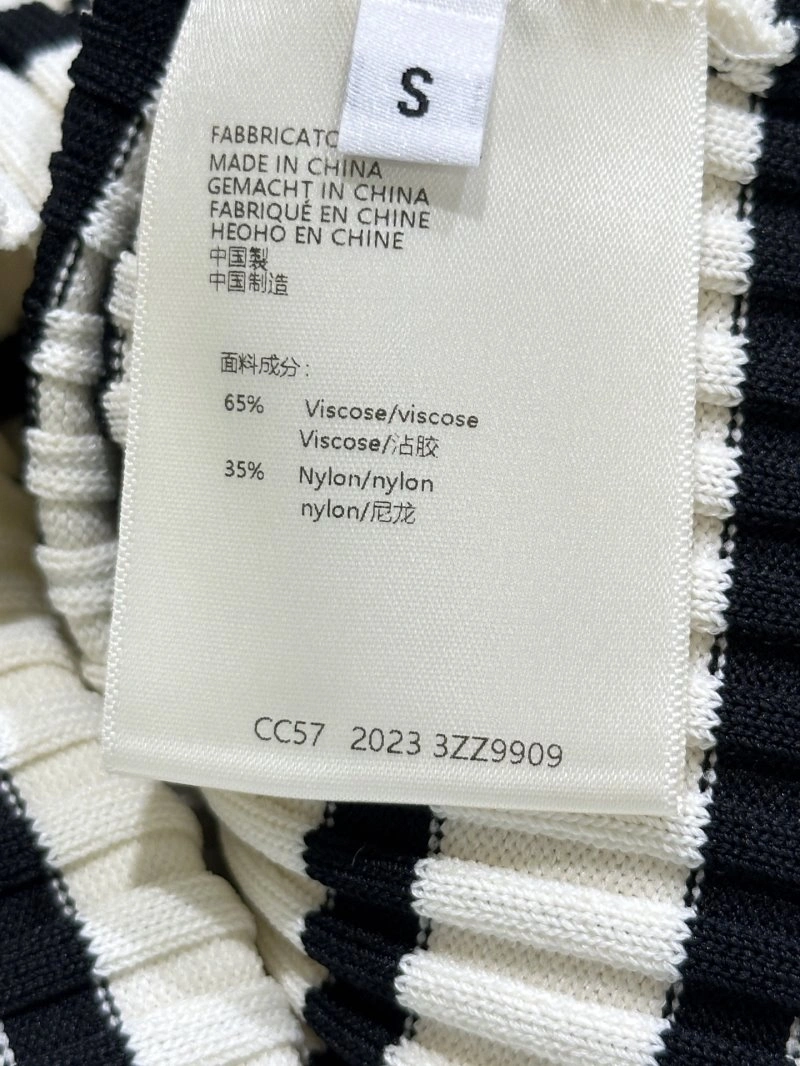 S
FABBRICATO
MADE IN CHINA
GEMACHT IN CHINA
FABRIQUÉ EN CHINE
HEOHO EN CHINE
中国製
中国制造
面料成分:
65% Viscose/viscose
Viscose/沾胶
35% Nylon/nylon
nylon/尼龙
CC57 2023 3ZZ9909